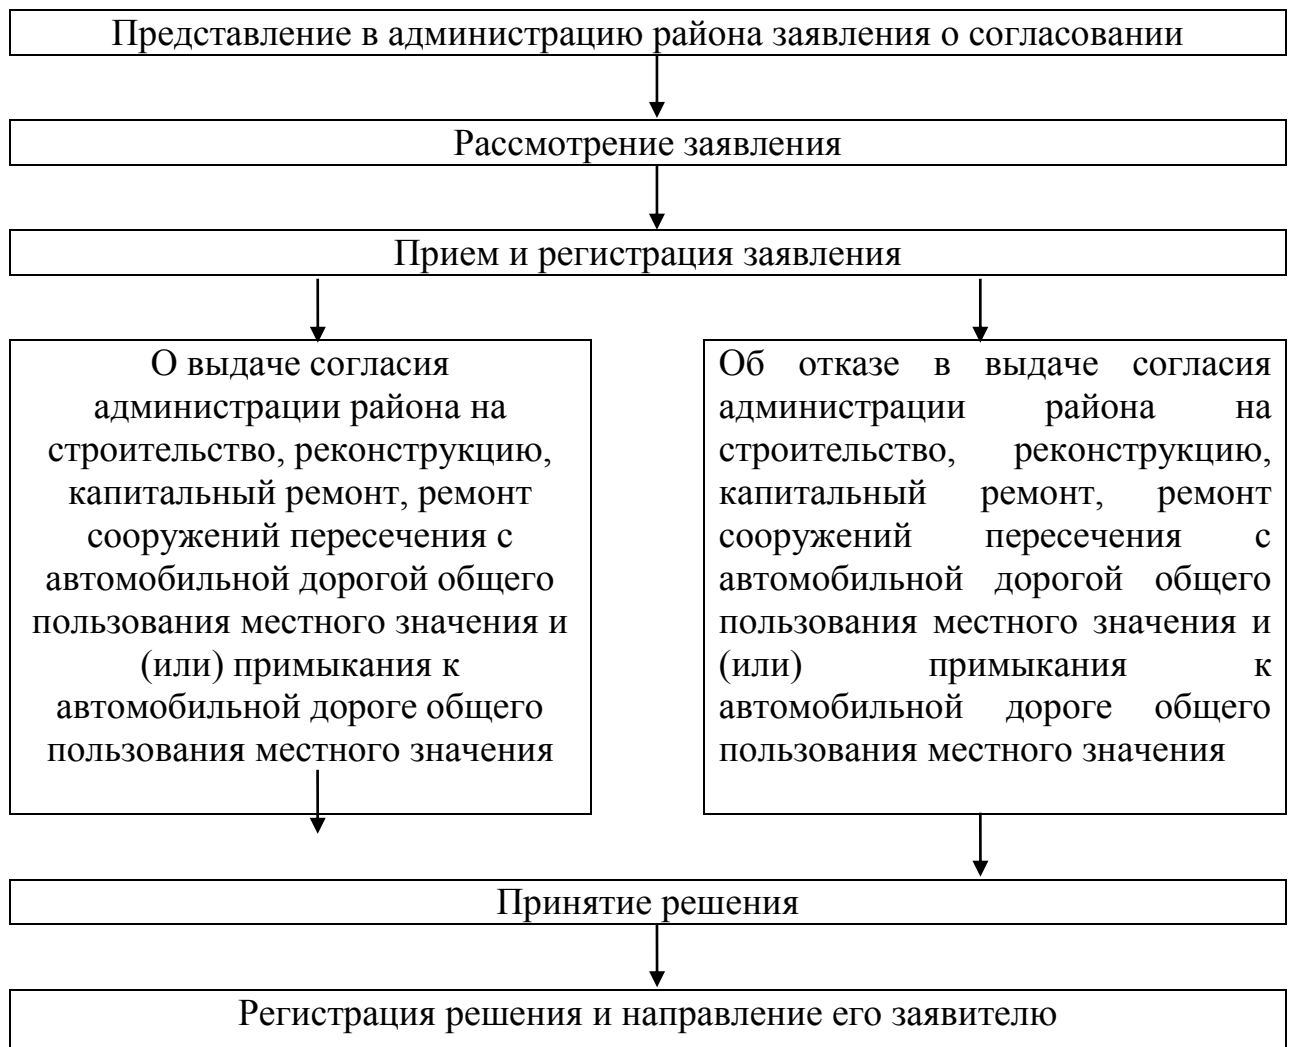 Представление в администрацию района заявления о согласовании
Рассмотрение заявления
Прием и регистрация заявления
О выдаче согласия
администрации района на
строительство, реконструкцию,
капитальный ремонт, ремонт
сооружений пересечения с
автомобильной дорогой общего
пользования местного значения и
(или) примыкания к
автомобильной дороге общего
пользования местного значения
Об отказе в выдаче согласия
администрации района на
строительство, реконструкцию,
капитальный ремонт, ремонт
сооружений пересечения с
автомобильной дорогой общего
пользования местного значения и
(или) примыкания к
автомобильной дороге общего
пользования местного значения
Принятие решения
Регистрация решения и направление его заявителю